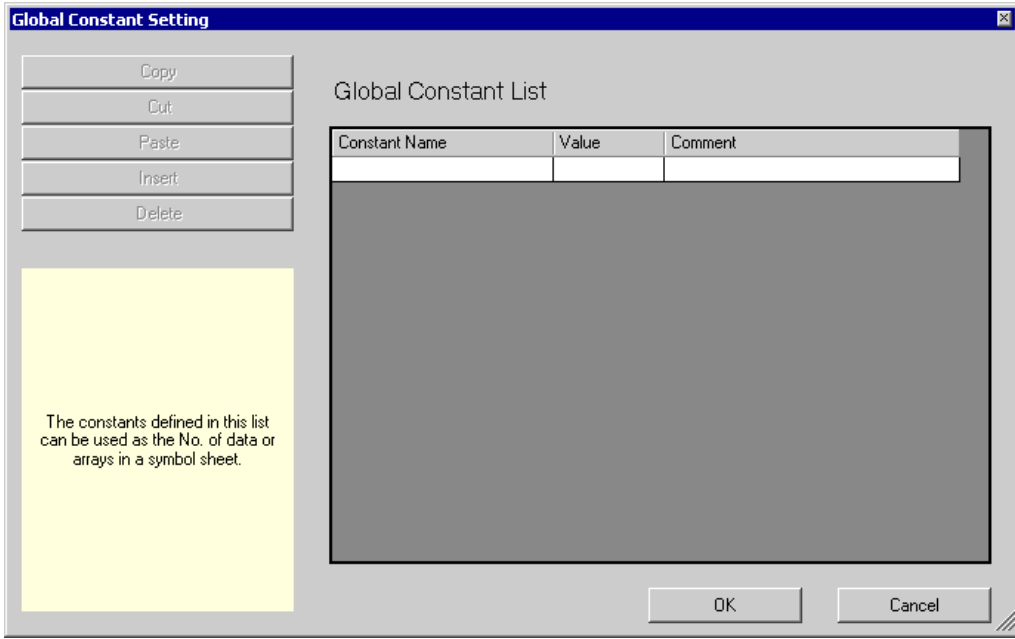 Global Constant Setting
Copy
Cut
Paste
Insert
Delete
The constants defined in this list
can be used as the No. of data or
arrays in a symbol sheet.
Global Constant List
Constant Name Value Comment
OK Cancel